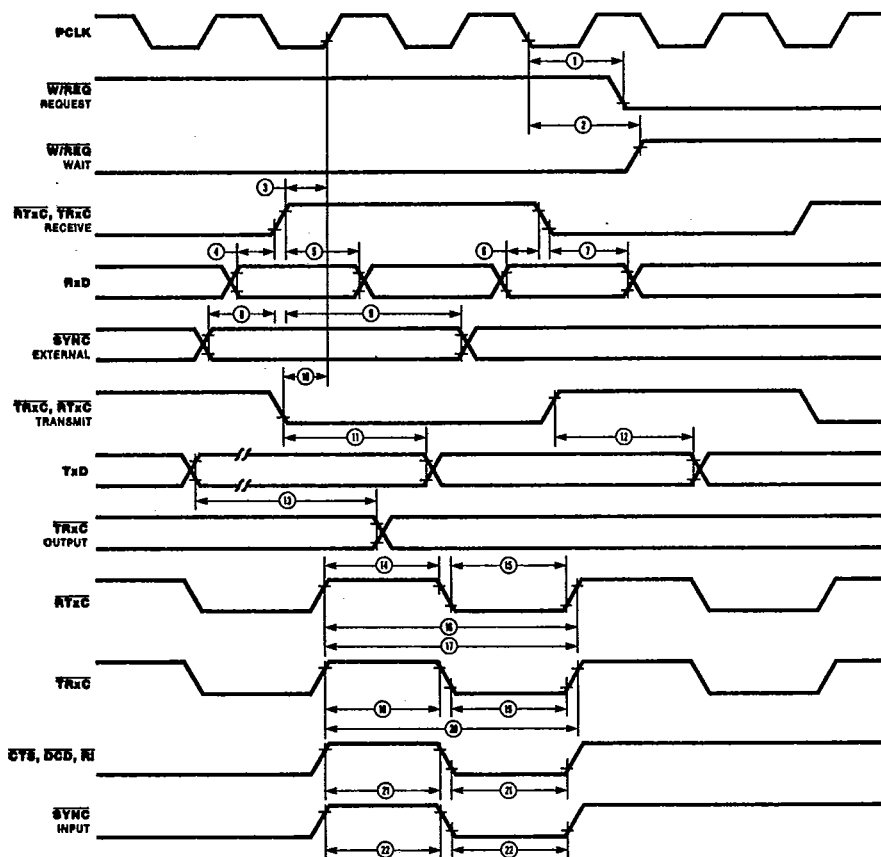 PCLK
①
W/REQ
REQUEST
②
W/REQ
WAIT
③
RTxC, TRxC
RECEIVE
④ ⑤ ⑥ ⑦
RxD
⑧ ⑨
SYNC
EXTERNAL
⑩
TRxC, RTxC
TRANSMIT
⑪ ⑫
TxD
⑬
TRxC
OUTPUT
⑭ ⑮
RTxC
⑯
⑰
TRxC
⑱ ⑲
⑳
CTS, DCD, RI
㉑ ㉑
SYNC
INPUT
㉒ ㉒